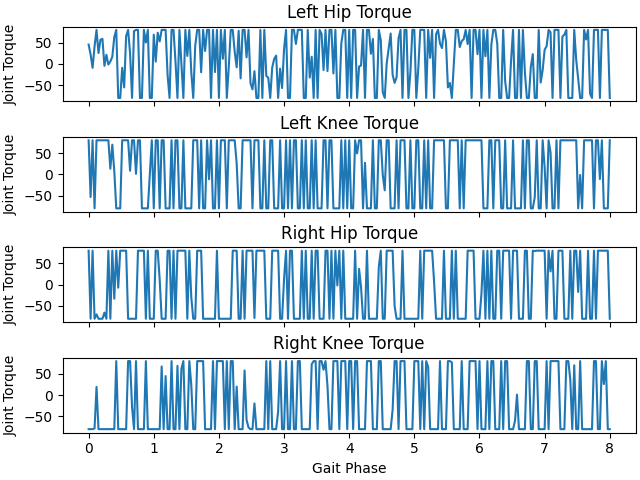 Left Hip Torque
Joint Torque
50
0
−50
Left Knee Torque
Joint Torque
50
0
−50
Right Hip Torque
Joint Torque
50
0
−50
Right Knee Torque
Joint Torque
50
0
−50
0 1 2 3 4 5 6 7 8
Gait Phase